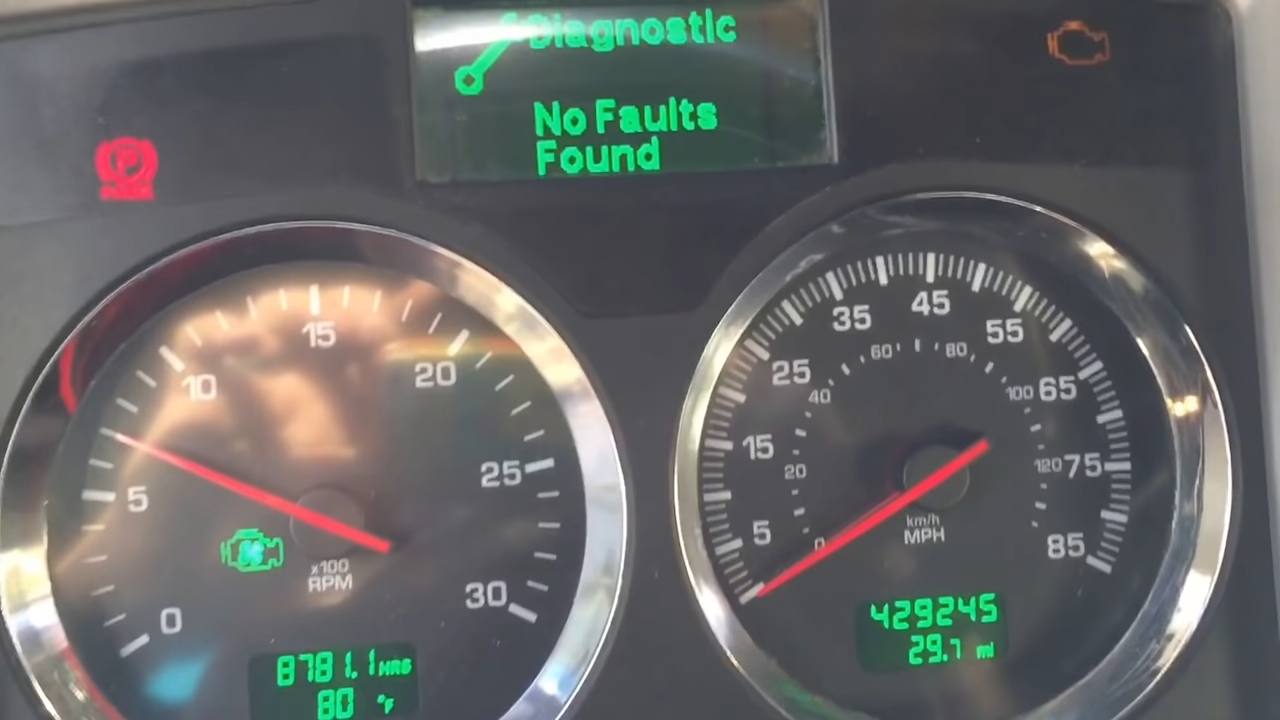 Diagnostic
No Faults
Found
P
15
10
20
5
25
0
30
x100
RPM
8781.1 HRS
80 °F
45
35
55
25
65
15
75
5
85
60
80
40
100
20
120
0
km/h
MPH
429245
29.7 mi